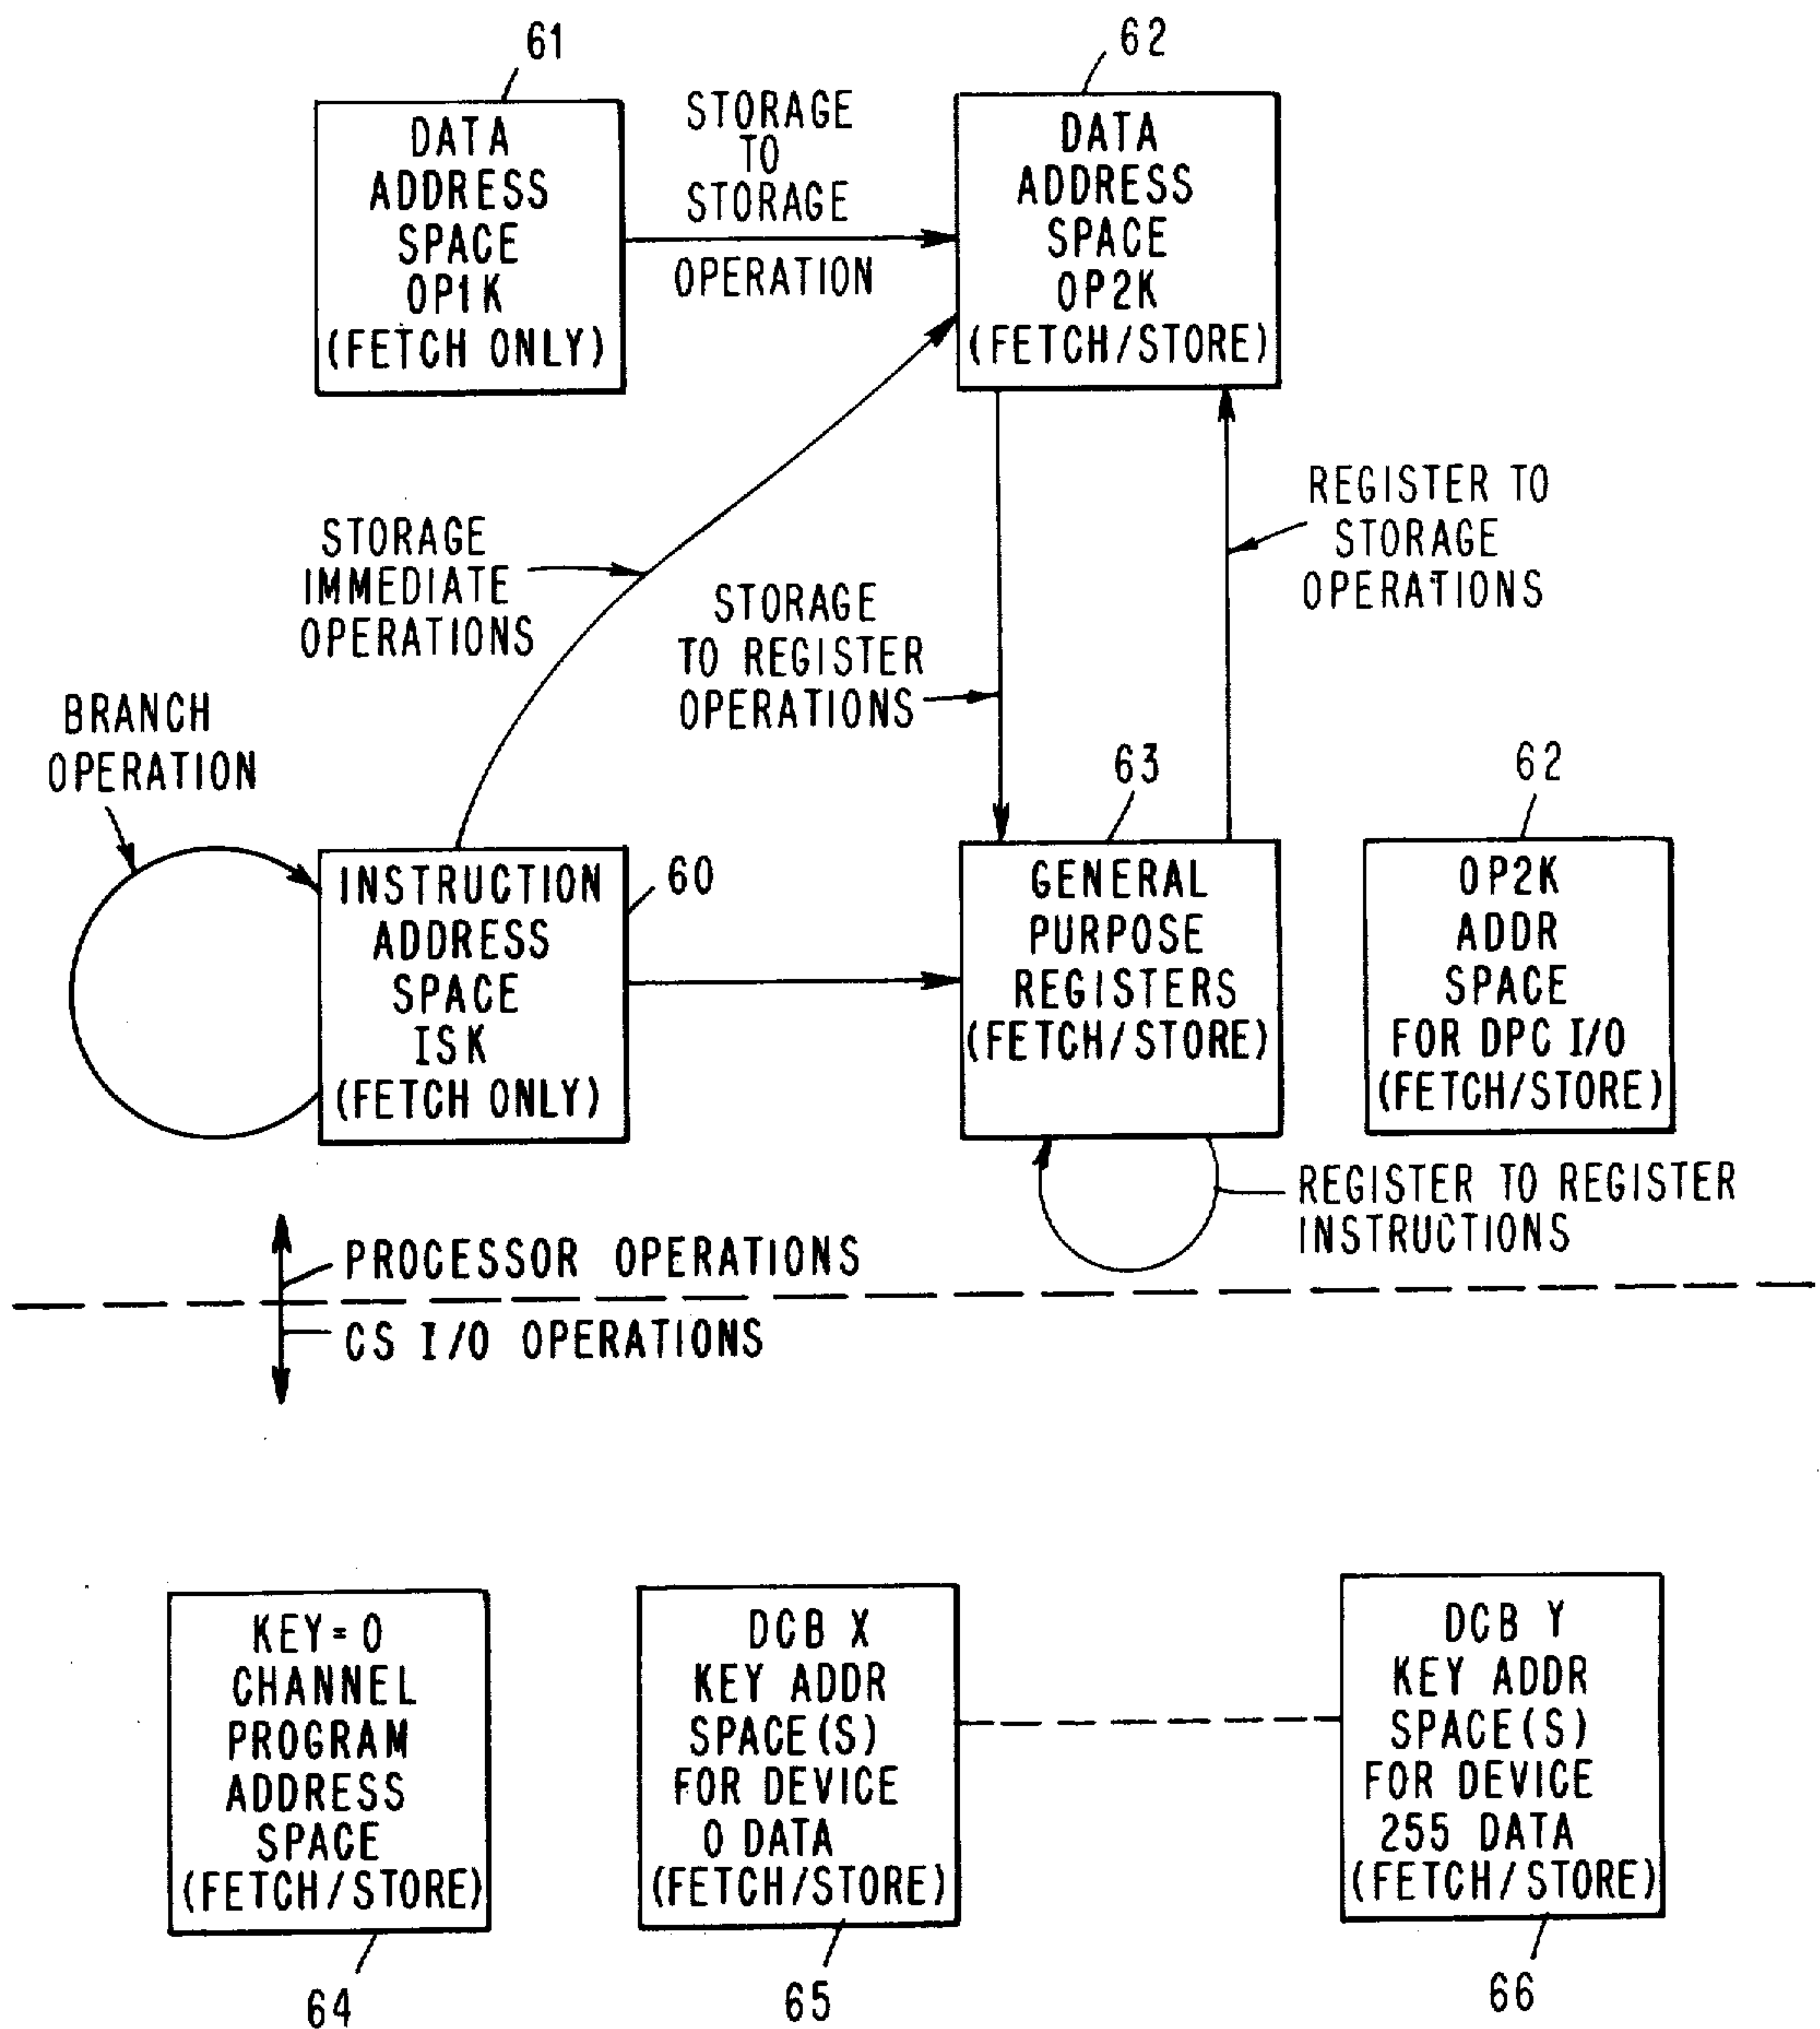 61
62
DATA
ADDRESS
SPACE
OP1K
(FETCH ONLY)
STORAGE
TO
STORAGE
OPERATION
DATA
ADDRESS
SPACE
OP2K
(FETCH/STORE)
STORAGE
IMMEDIATE
OPERATIONS
STORAGE
TO REGISTER
OPERATIONS
REGISTER TO
STORAGE
OPERATIONS
BRANCH
OPERATION
60
63
62
INSTRUCTION
ADDRESS
SPACE
ISK
(FETCH ONLY)
GENERAL
PURPOSE
REGISTERS
(FETCH/STORE)
OP2K
ADDR
SPACE
FOR DPC I/O
(FETCH/STORE)
REGISTER TO REGISTER
INSTRUCTIONS
PROCESSOR OPERATIONS
CS I/O OPERATIONS
KEY=0
CHANNEL
PROGRAM
ADDRESS
SPACE
(FETCH/STORE)
DCB X
KEY ADDR
SPACE(S)
FOR DEVICE
0 DATA
(FETCH/STORE)
DCB Y
KEY ADDR
SPACE(S)
FOR DEVICE
255 DATA
(FETCH/STORE)
64
65
66